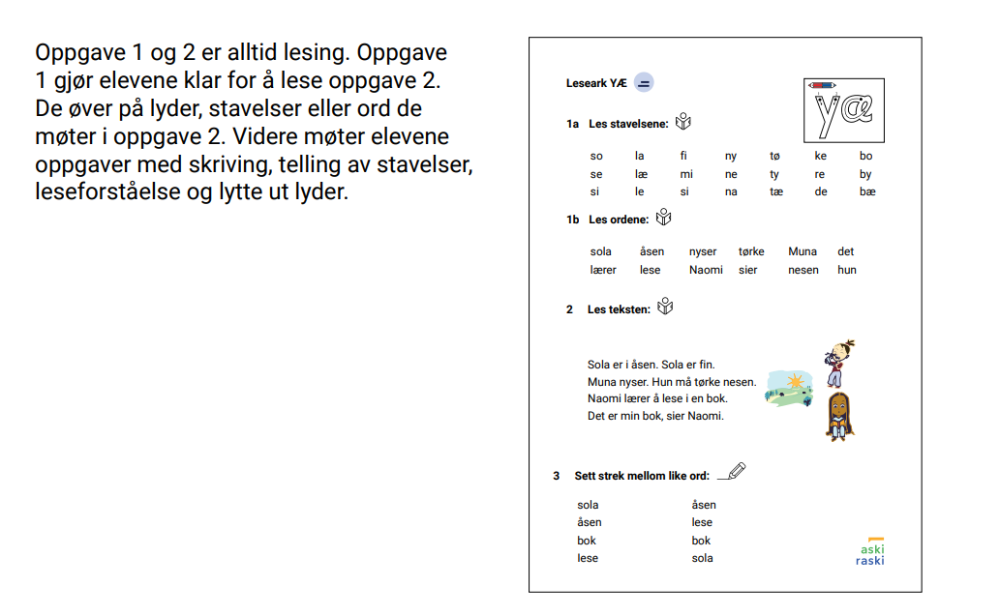 Oppgave 1 og 2 er alltid lesing. Oppgave
1 gjør elevene klar for å lese oppgave 2.
De øver på lyder, stavelser eller ord de
møter i oppgave 2. Videre møter elevene
oppgaver med skriving, telling av stavelser,
leseforståelse og lytte ut lyder.
Leseark YÆ
yæ
1a Les stavelsene:
so la fi ny tø ke bo
se læ mi ne ty re by
si le si na tæ de bæ
1b Les ordene:
sola åsen nyser tørke Muna det
lærer lese Naomi sier nesen hun
2 Les teksten:
Sola er i åsen. Sola er fin.
Muna nyser. Hun må tørke nesen.
Naomi lærer å lese i en bok.
Det er min bok, sier Naomi.
3 Sett strek mellom like ord:
sola åsen
åsen lese
bok bok
lese sola
aski
raski